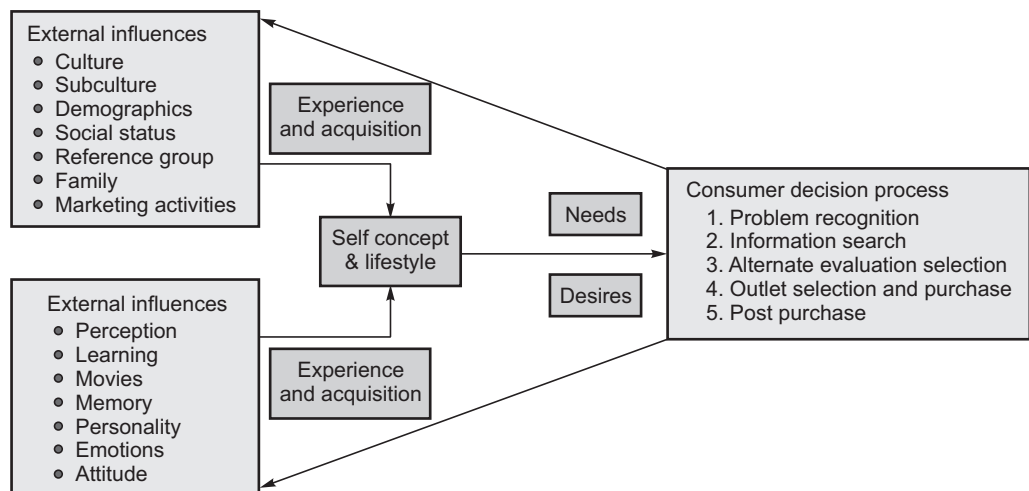 External influences
Culture
Subculture
Demographics
Social status
Reference group
Family
Marketing activities
Experience
and acquisition
Self concept
& lifestyle
External influences
Perception
Learning
Movies
Memory
Personality
Emotions
Attitude
Experience
and acquisition
Needs
Desires
Consumer decision process
1. Problem recognition
2. Information search
3. Alternate evaluation selection
4. Outlet selection and purchase
5. Post purchase